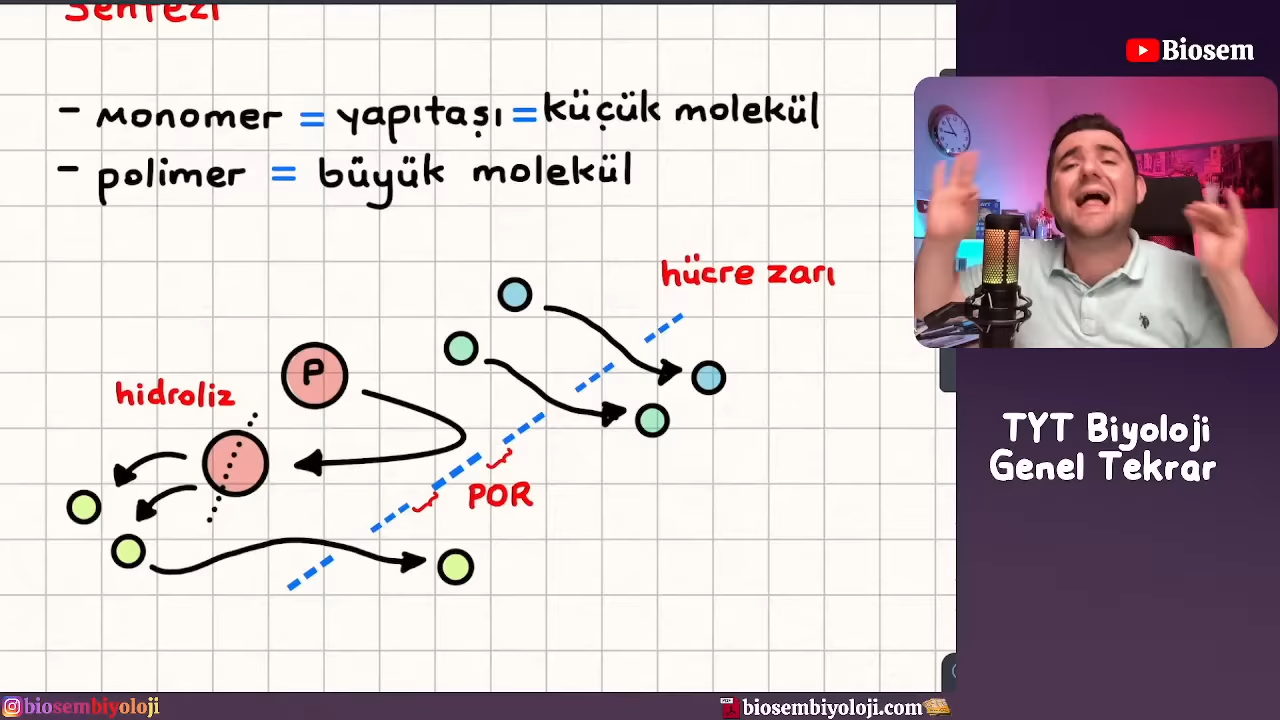 Sentezi
Biosem
- monomer = yapıtaşı = küçük molekül
- polimer = büyük molekül
hücre zarı
P
hidroliz
POR
TYT Biyoloji
Genel Tekrar
biosembiyoloji
biosembiyoloji.com